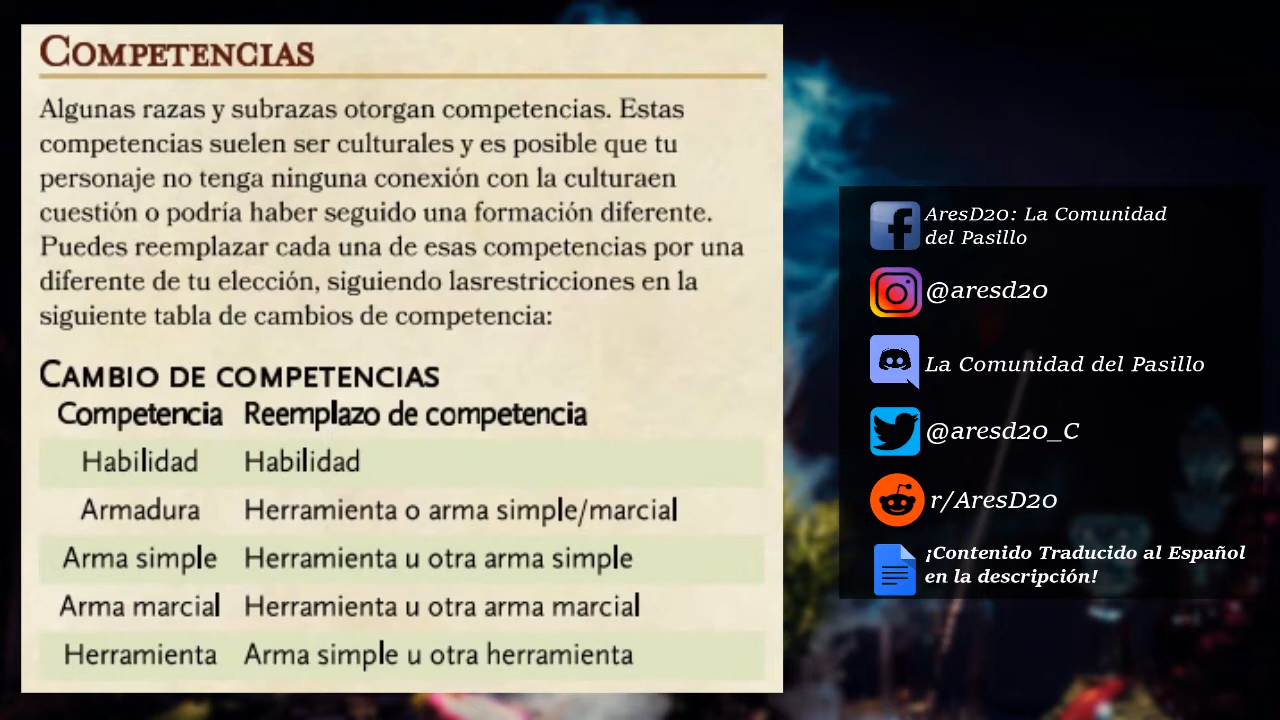 COMPETENCIAS
Algunas razas y subrazas otorgan competencias. Estas
competencias suelen ser culturales y es posible que tu
personaje no tenga ninguna conexión con la culturaen
cuestión o podría haber seguido una formación diferente.
Puedes reemplazar cada una de esas competencias por una
diferente de tu elección, siguiendo lasrestricciones en la
siguiente tabla de cambios de competencia:
CAMBIO DE COMPETENCIAS
Competencia Reemplazo de competencia
Habilidad Habilidad
Armadura Herramienta o arma simple/marcial
Arma simple Herramienta u otra arma simple
Arma marcial Herramienta u otra arma marcial
Herramienta Arma simple u otra herramienta
AresD20: La Comunidad
del Pasillo
@aresd20
La Comunidad del Pasillo
@aresd20_C
r/AresD20
¡Contenido Traducido al Español
en la descripción!